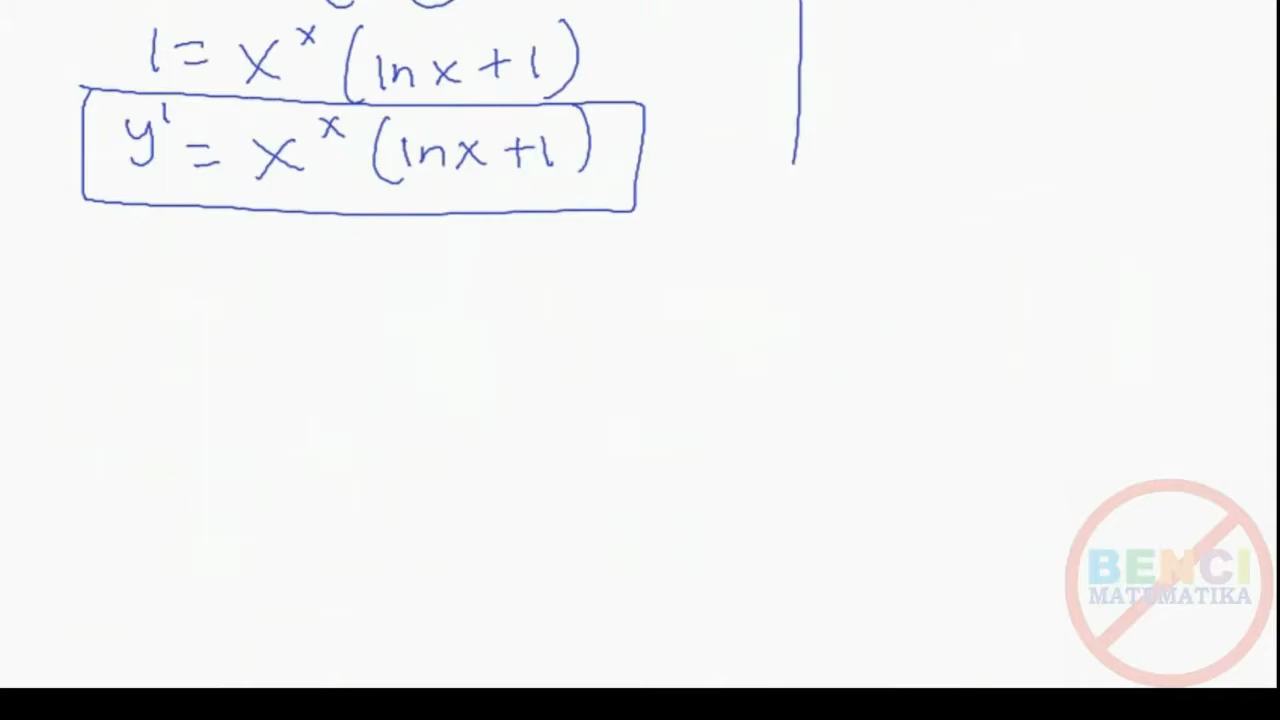 1 = x^x (ln x + 1)
y' = x^x (ln x + 1)
BENCI
MATEMATIKA